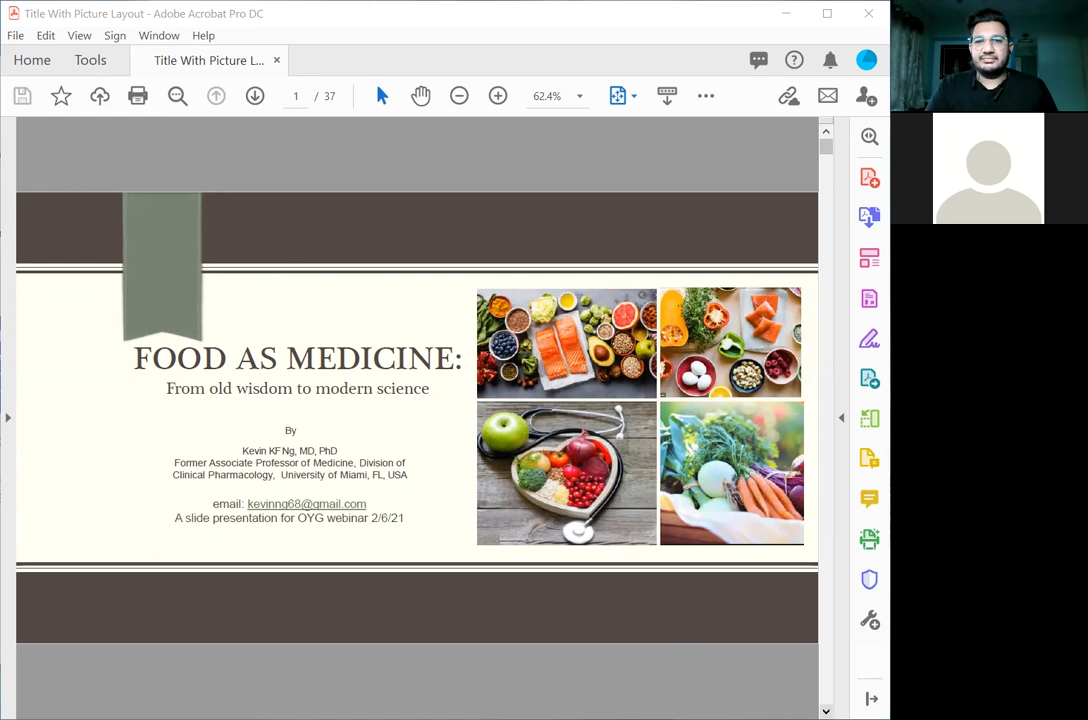 Title With Picture Layout - Adobe Acrobat Pro DC
File Edit View Sign Window Help
Home Tools Title With Picture L... ×
1 / 37 62.4%
FOOD AS MEDICINE:
From old wisdom to modern science
By
Kevin KF Ng, MD, PhD
Former Associate Professor of Medicine, Division of
Clinical Pharmacology, University of Miami, FL, USA
email: kevinng68@gmail.com
A slide presentation for OYG webinar 2/6/21